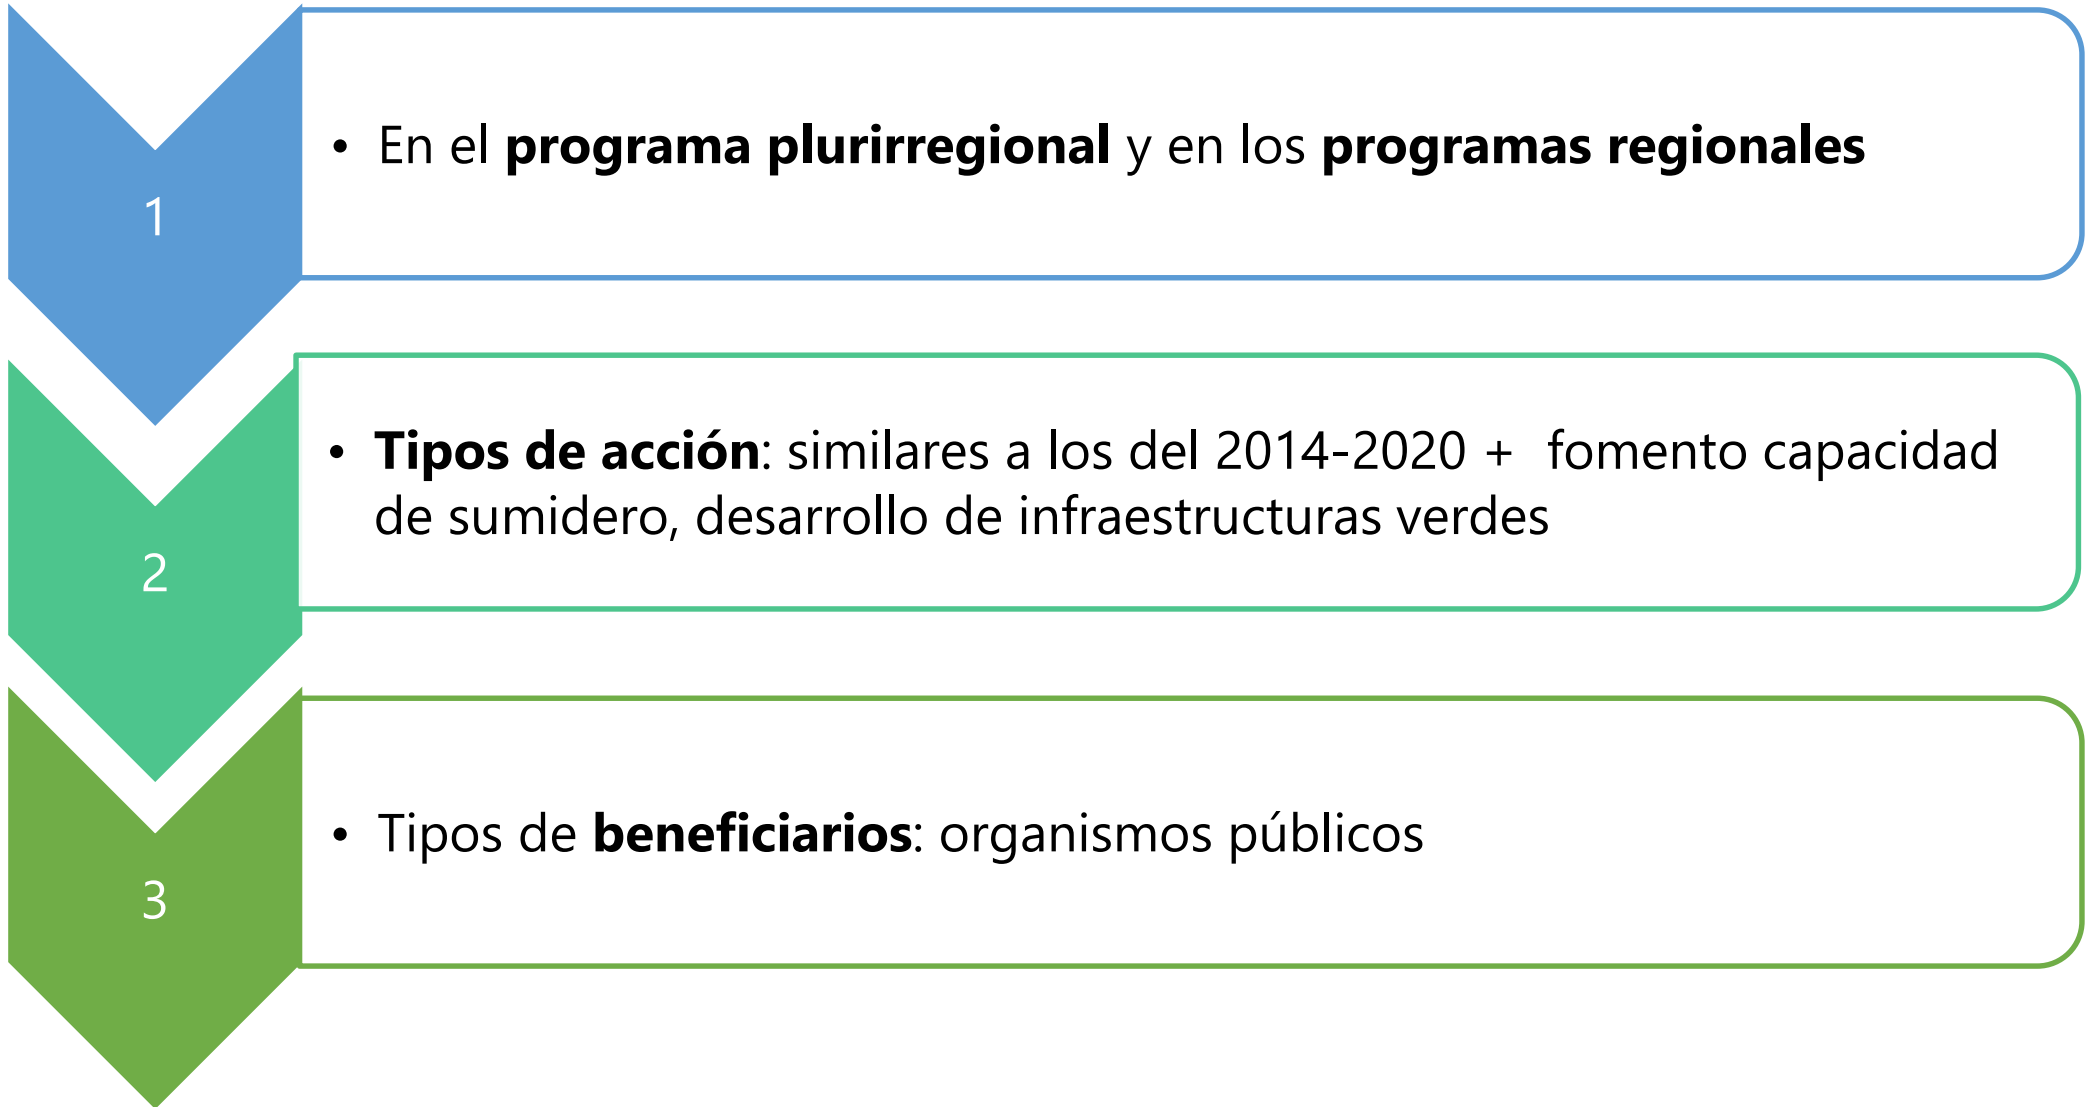 1
• En el programa plurirregional y en los programas regionales
2
• Tipos de acción: similares a los del 2014-2020 + fomento capacidad
de sumidero, desarrollo de infraestructuras verdes
3
• Tipos de beneficiarios: organismos públicos